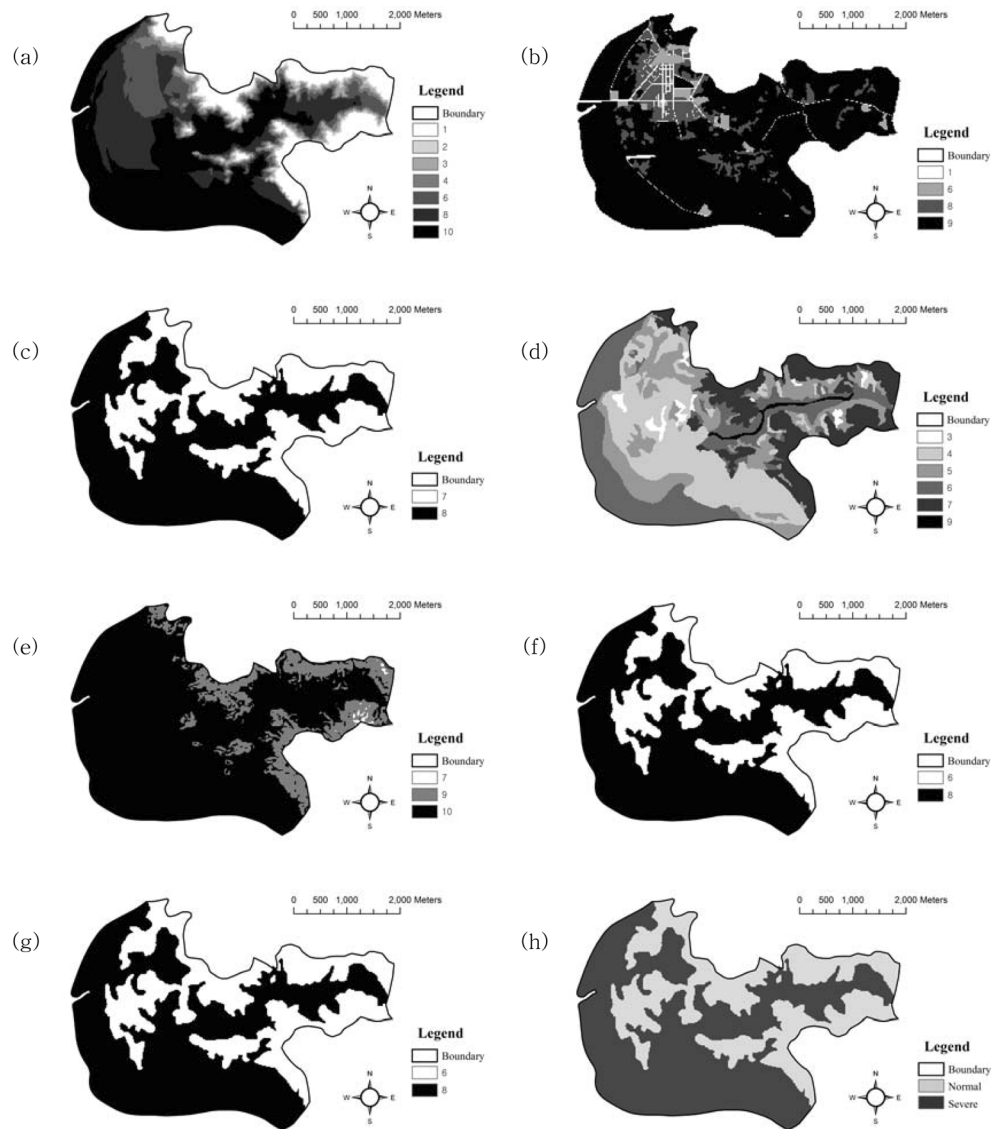 0 500 1,000 2,000 Meters
(a)
Legend
Boundary
1
2
3
4
6
8
10
N
W E
S
0 500 1,000 2,000 Meters
(b)
Legend
Boundary
1
6
8
9
N
W E
S
0 500 1,000 2,000 Meters
(c)
Legend
Boundary
7
8
N
W E
S
0 500 1,000 2,000 Meters
(d)
Legend
Boundary
3
4
5
6
7
9
N
W E
S
0 500 1,000 2,000 Meters
(e)
Legend
Boundary
7
9
10
N
W E
S
0 500 1,000 2,000 Meters
(f)
Legend
Boundary
6
8
N
W E
S
0 500 1,000 2,000 Meters
(g)
Legend
Boundary
6
8
N
W E
S
0 500 1,000 2,000 Meters
(h)
Legend
Boundary
Normal
Severe
N
W E
S